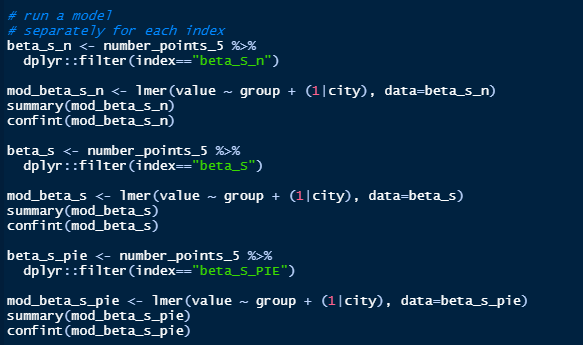 # run a model
# separately for each index
beta_s_n <- number_points_5 %>%
  dplyr::filter(index=="beta_S_n")
mod_beta_s_n <- lmer(value ~ group + (1|city), data=beta_s_n)
summary(mod_beta_s_n)
confint(mod_beta_s_n)
beta_s <- number_points_5 %>%
  dplyr::filter(index=="beta_S")
mod_beta_s <- lmer(value ~ group + (1|city), data=beta_s)
summary(mod_beta_s)
confint(mod_beta_s)
beta_s_pie <- number_points_5 %>%
  dplyr::filter(index=="beta_S_PIE")
mod_beta_s_pie <- lmer(value ~ group + (1|city), data=beta_s_pie)
summary(mod_beta_s_pie)
confint(mod_beta_s_pie)